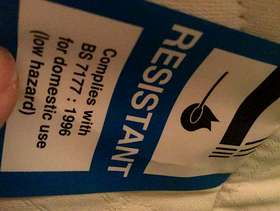 RESISTANT
Complies with
BS 7177 : 1996
for domestic use
(low hazard)